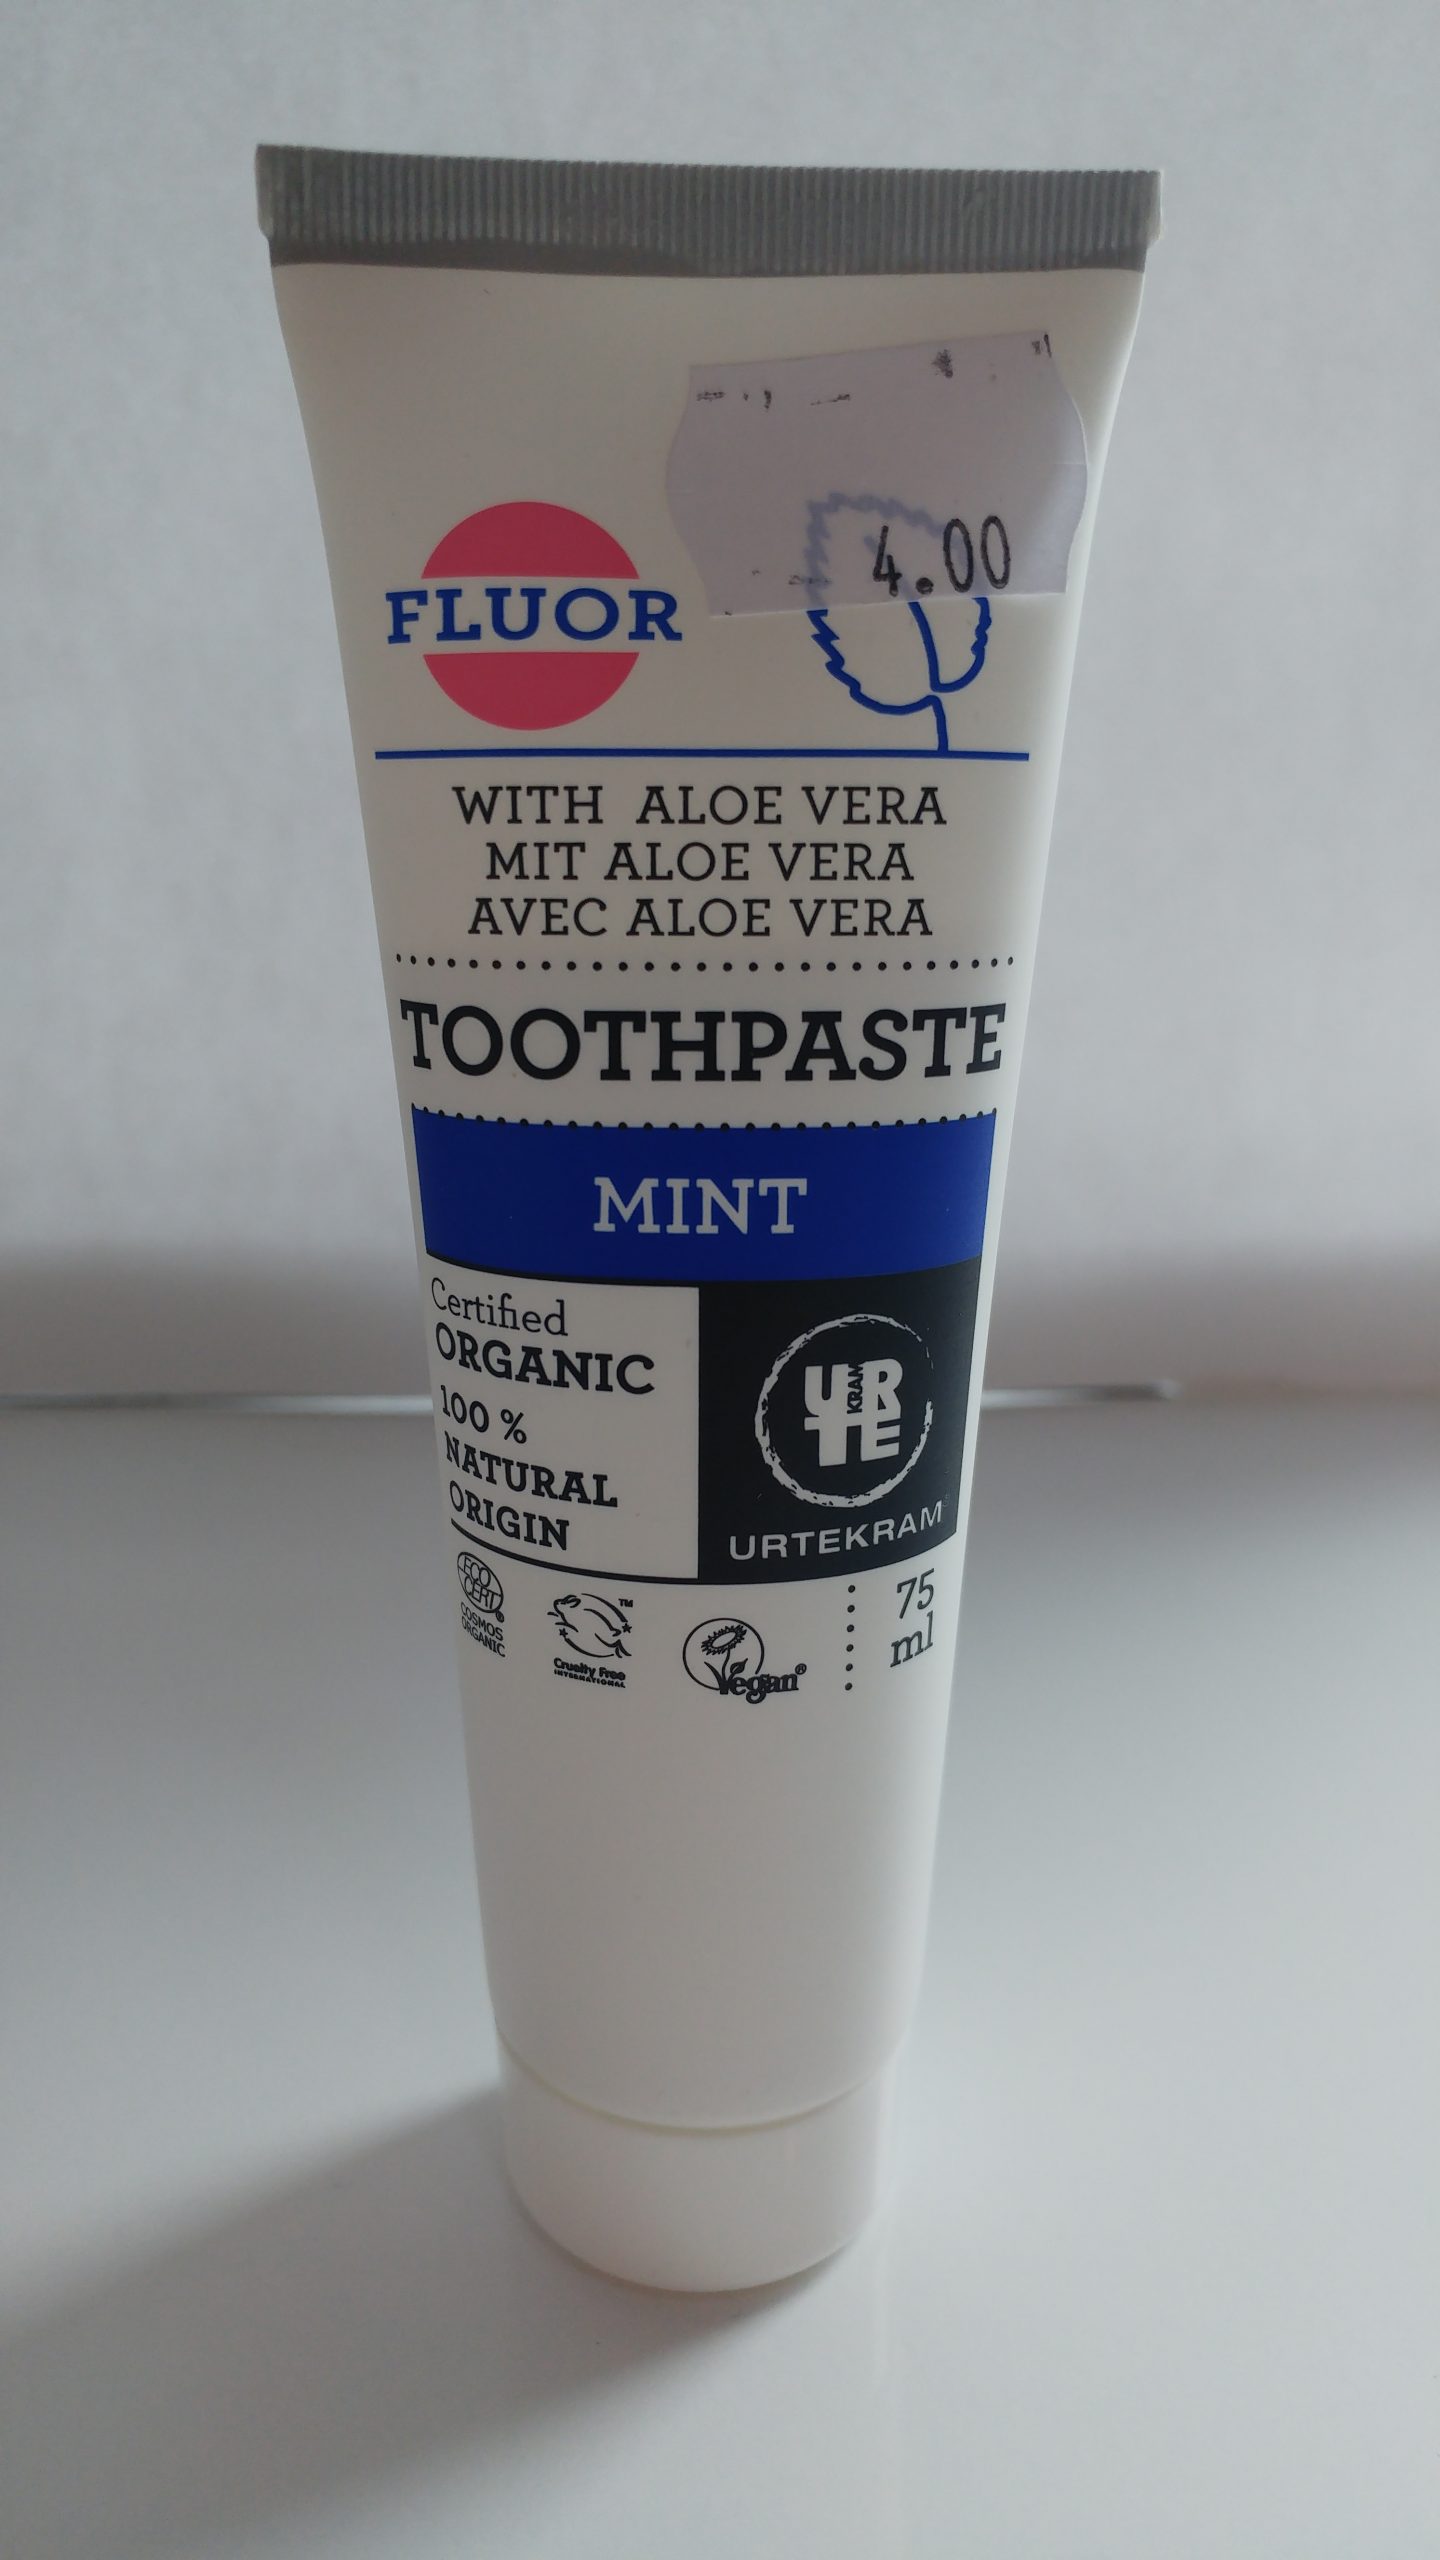 4.00
FLUOR
WITH ALOE VERA
MIT ALOE VERA
AVEC ALOE VERA
TOOTHPASTE
MINT
Certified
ORGANIC
100 %
NATURAL
ORIGIN
URTE
KRAM
URTEKRAM
ECO
CERT®
COSMOS
ORGANIC
TM
Cruelty Free
INTERNATIONAL
Vegan®
75
ml